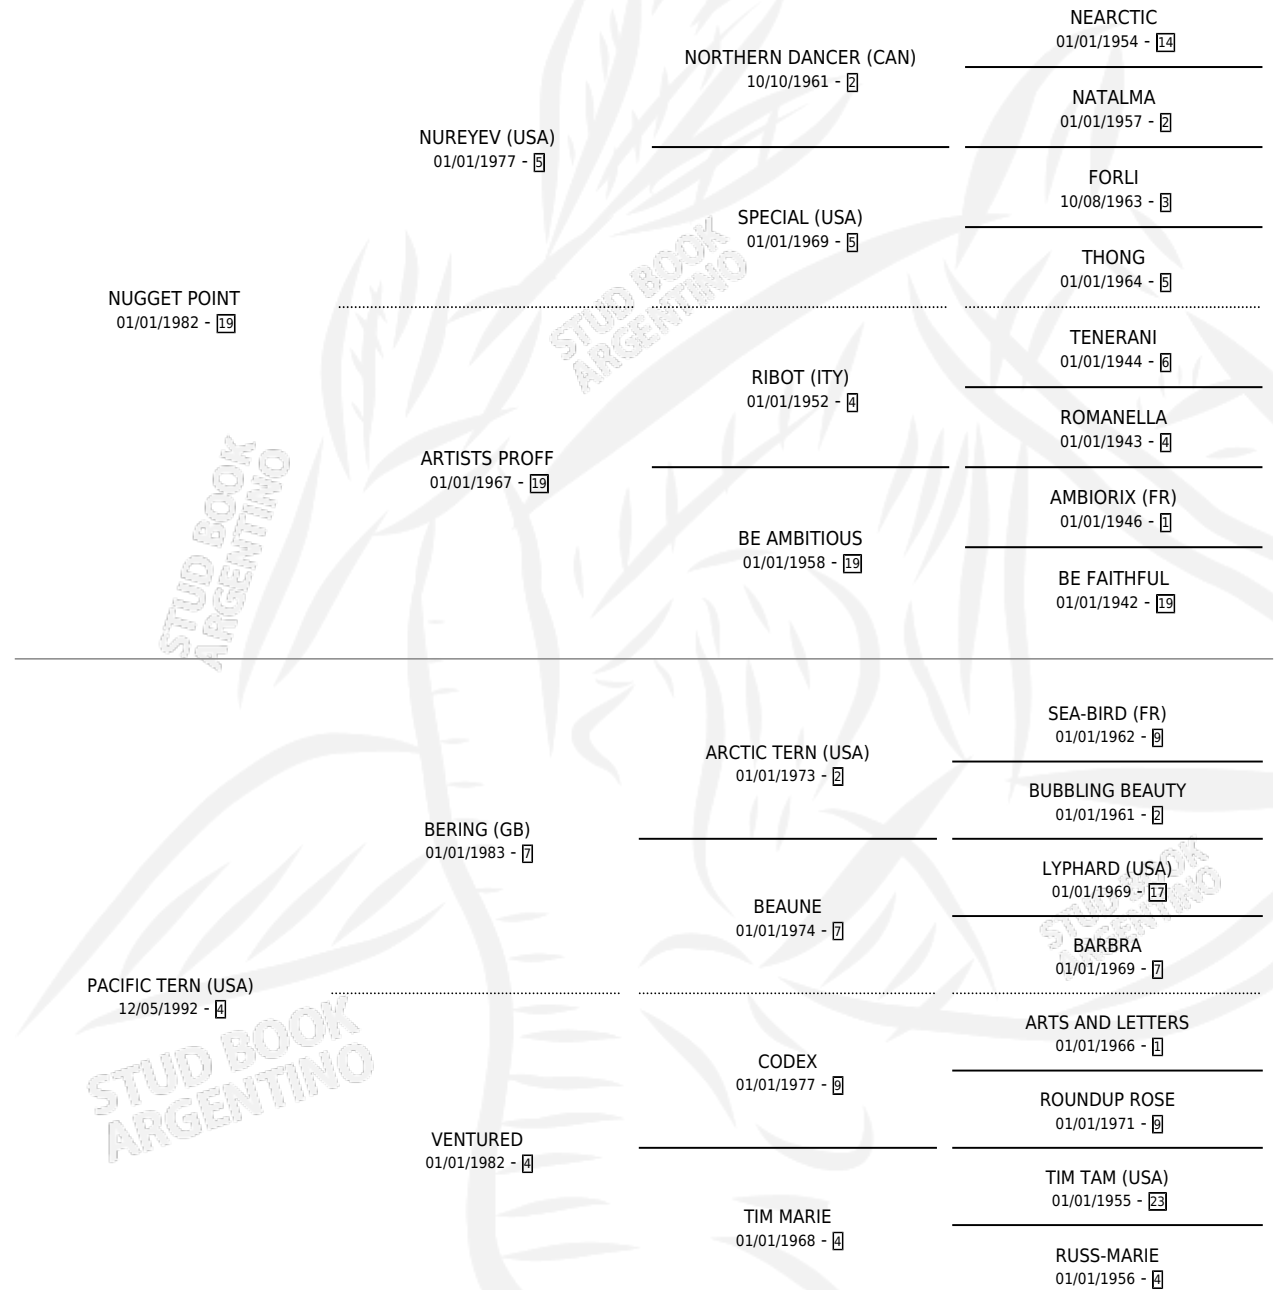 NEARCTIC
01/01/1954 - 14
NORTHERN DANCER (CAN)
10/10/1961 - 2
NATALMA
01/01/1957 - 2
NUREYEV (USA)
01/01/1977 - 5
FORLI
10/08/1963 - 3
SPECIAL (USA)
01/01/1969 - 5
THONG
01/01/1964 - 5
NUGGET POINT
01/01/1982 - 19
TENERANI
01/01/1944 - 6
RIBOT (ITY)
01/01/1952 - 4
ROMANELLA
01/01/1943 - 4
ARTISTS PROFF
01/01/1967 - 19
AMBIORIX (FR)
01/01/1946 - 1
BE AMBITIOUS
01/01/1958 - 19
BE FAITHFUL
01/01/1942 - 19
SEA-BIRD (FR)
01/01/1962 - 9
ARCTIC TERN (USA)
01/01/1973 - 2
BUBBLING BEAUTY
01/01/1961 - 2
BERING (GB)
01/01/1983 - 7
LYPHARD (USA)
01/01/1969 - 17
BEAUNE
01/01/1974 - 7
BARBRA
01/01/1969 - 7
PACIFIC TERN (USA)
12/05/1992 - 4
ARTS AND LETTERS
01/01/1966 - 1
CODEX
01/01/1977 - 9
ROUNDUP ROSE
01/01/1971 - 9
VENTURED
01/01/1982 - 4
TIM TAM (USA)
01/01/1955 - 23
TIM MARIE
01/01/1968 - 4
RUSS-MARIE
01/01/1956 - 4
STUD BOOK
ARGENTINO
STUD BOOK
ARGENTINO
STUD BOOK
ARGENTINO
STUD BOOK
ARGENTINO